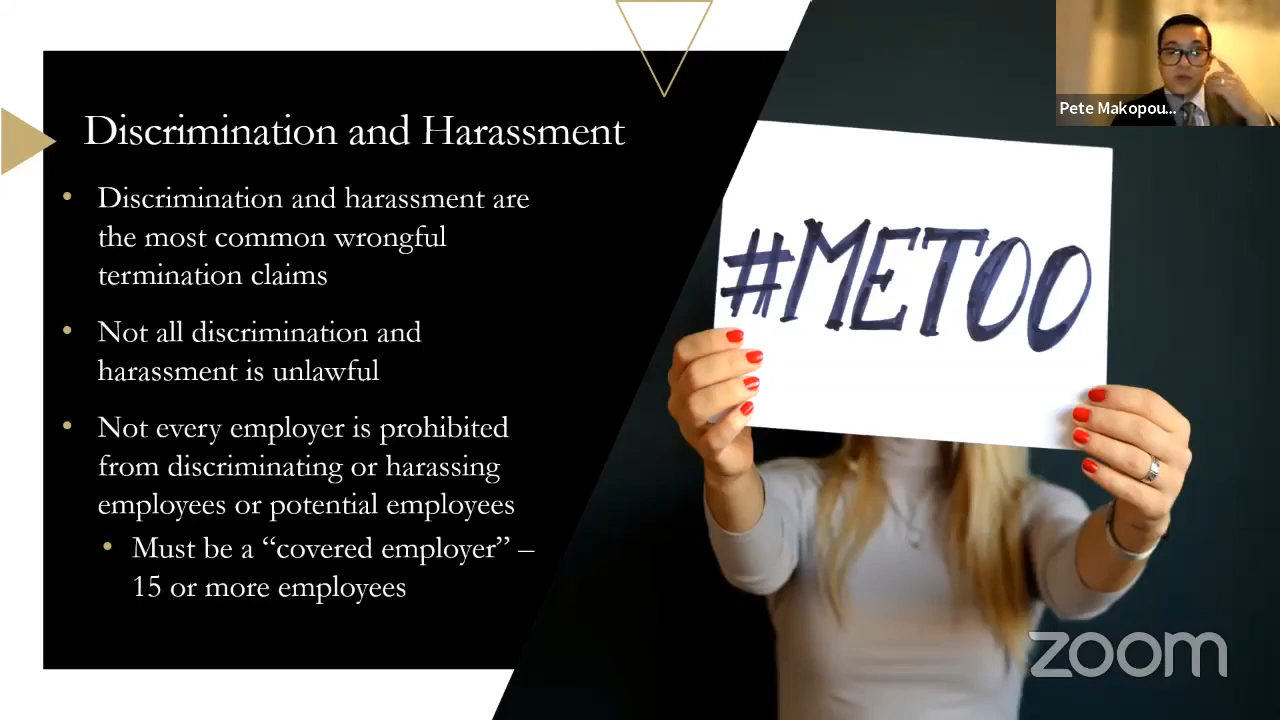 Discrimination and Harassment
• Discrimination and harassment are
the most common wrongful
termination claims
• Not all discrimination and
harassment is unlawful
• Not every employer is prohibited
from discriminating or harassing
employees or potential employees
• Must be a “covered employer” –
15 or more employees
#METOO
Pete Makopou...
zoom